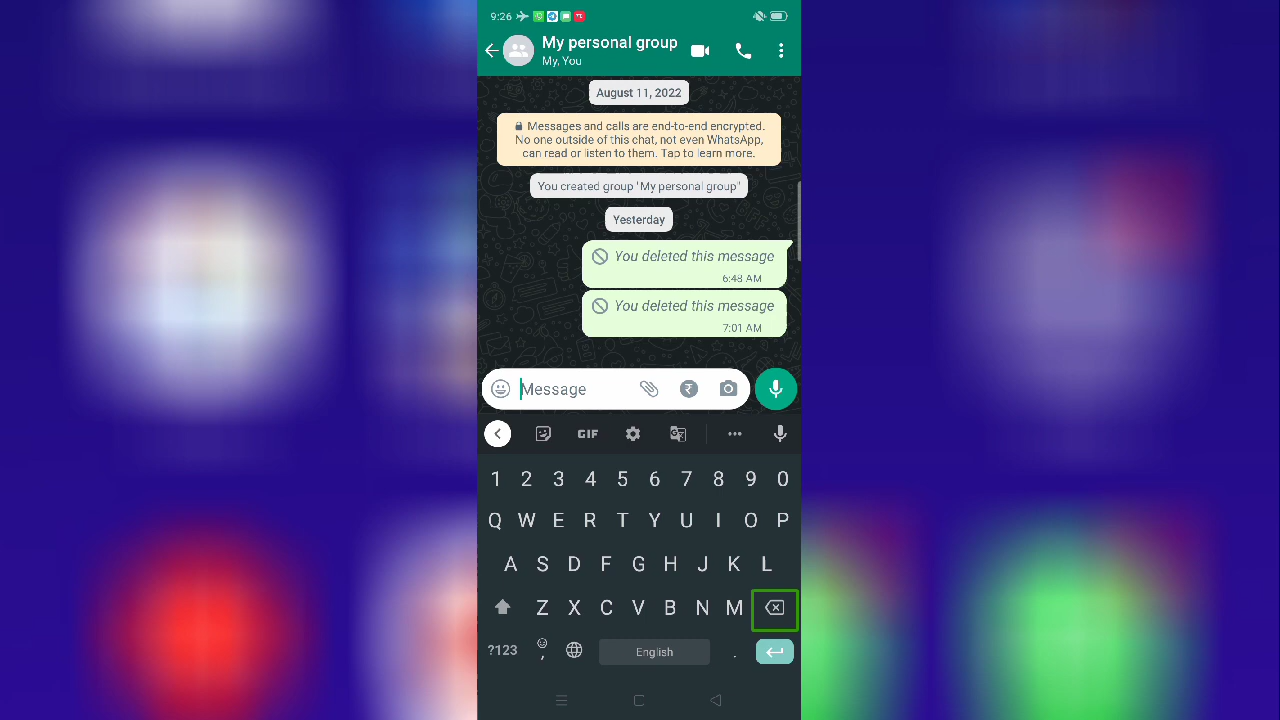 9:26
My personal group
My, You
August 11, 2022
Messages and calls are end-to-end encrypted.
No one outside of this chat, not even WhatsApp,
can read or listen to them. Tap to learn more.
You created group "My personal group"
Yesterday
You deleted this message
6:48 AM
You deleted this message
7:01 AM
Message
GIF
1 2 3 4 5 6 7 8 9 0
Q W E R T Y U I O P
A S D F G H J K L
Z X C V B N M
?123 , English .